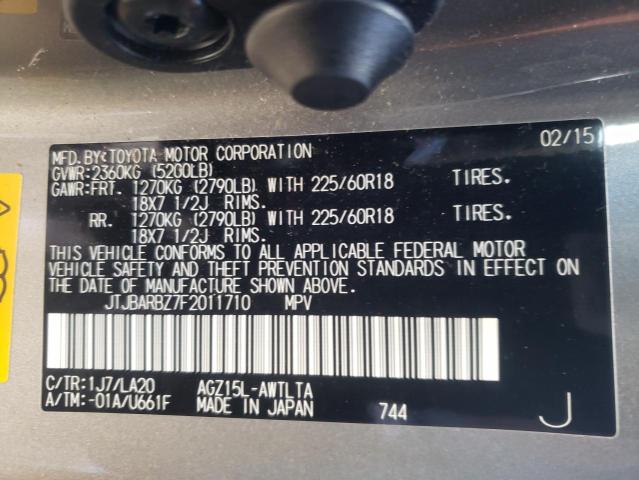 MFD. BY: TOYOTA MOTOR CORPORATION 02/15
GVWR: 2360KG (5200LB)
GAWR: FRT. 1270KG (2790LB) WITH 225/60R18 TIRES.
18X7 1/2J RIMS.
RR. 1270KG (2790LB) WITH 225/60R18 TIRES.
18X7 1/2J RIMS.
THIS VEHICLE CONFORMS TO ALL APPLICABLE FEDERAL MOTOR
VEHICLE SAFETY AND THEFT PREVENTION STANDARDS IN EFFECT ON
THE DATE OF MANUFACTURE SHOWN ABOVE.
JTJBARBZ7F2011710 MPV
C/TR: 1J7/LA20 AGZ15L-AWTLTA
A/TM: -01A/U661F MADE IN JAPAN 744 J